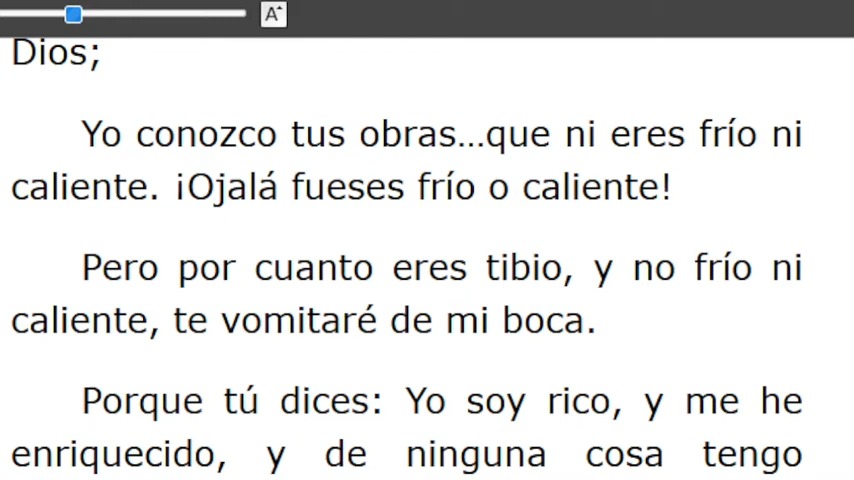 A
Dios;
Yo conozco tus obras...que ni eres frío ni
caliente. ¡Ojalá fueses frío o caliente!
Pero por cuanto eres tibio, y no frío ni
caliente, te vomitaré de mi boca.
Porque tú dices: Yo soy rico, y me he
enriquecido, y de ninguna cosa tengo